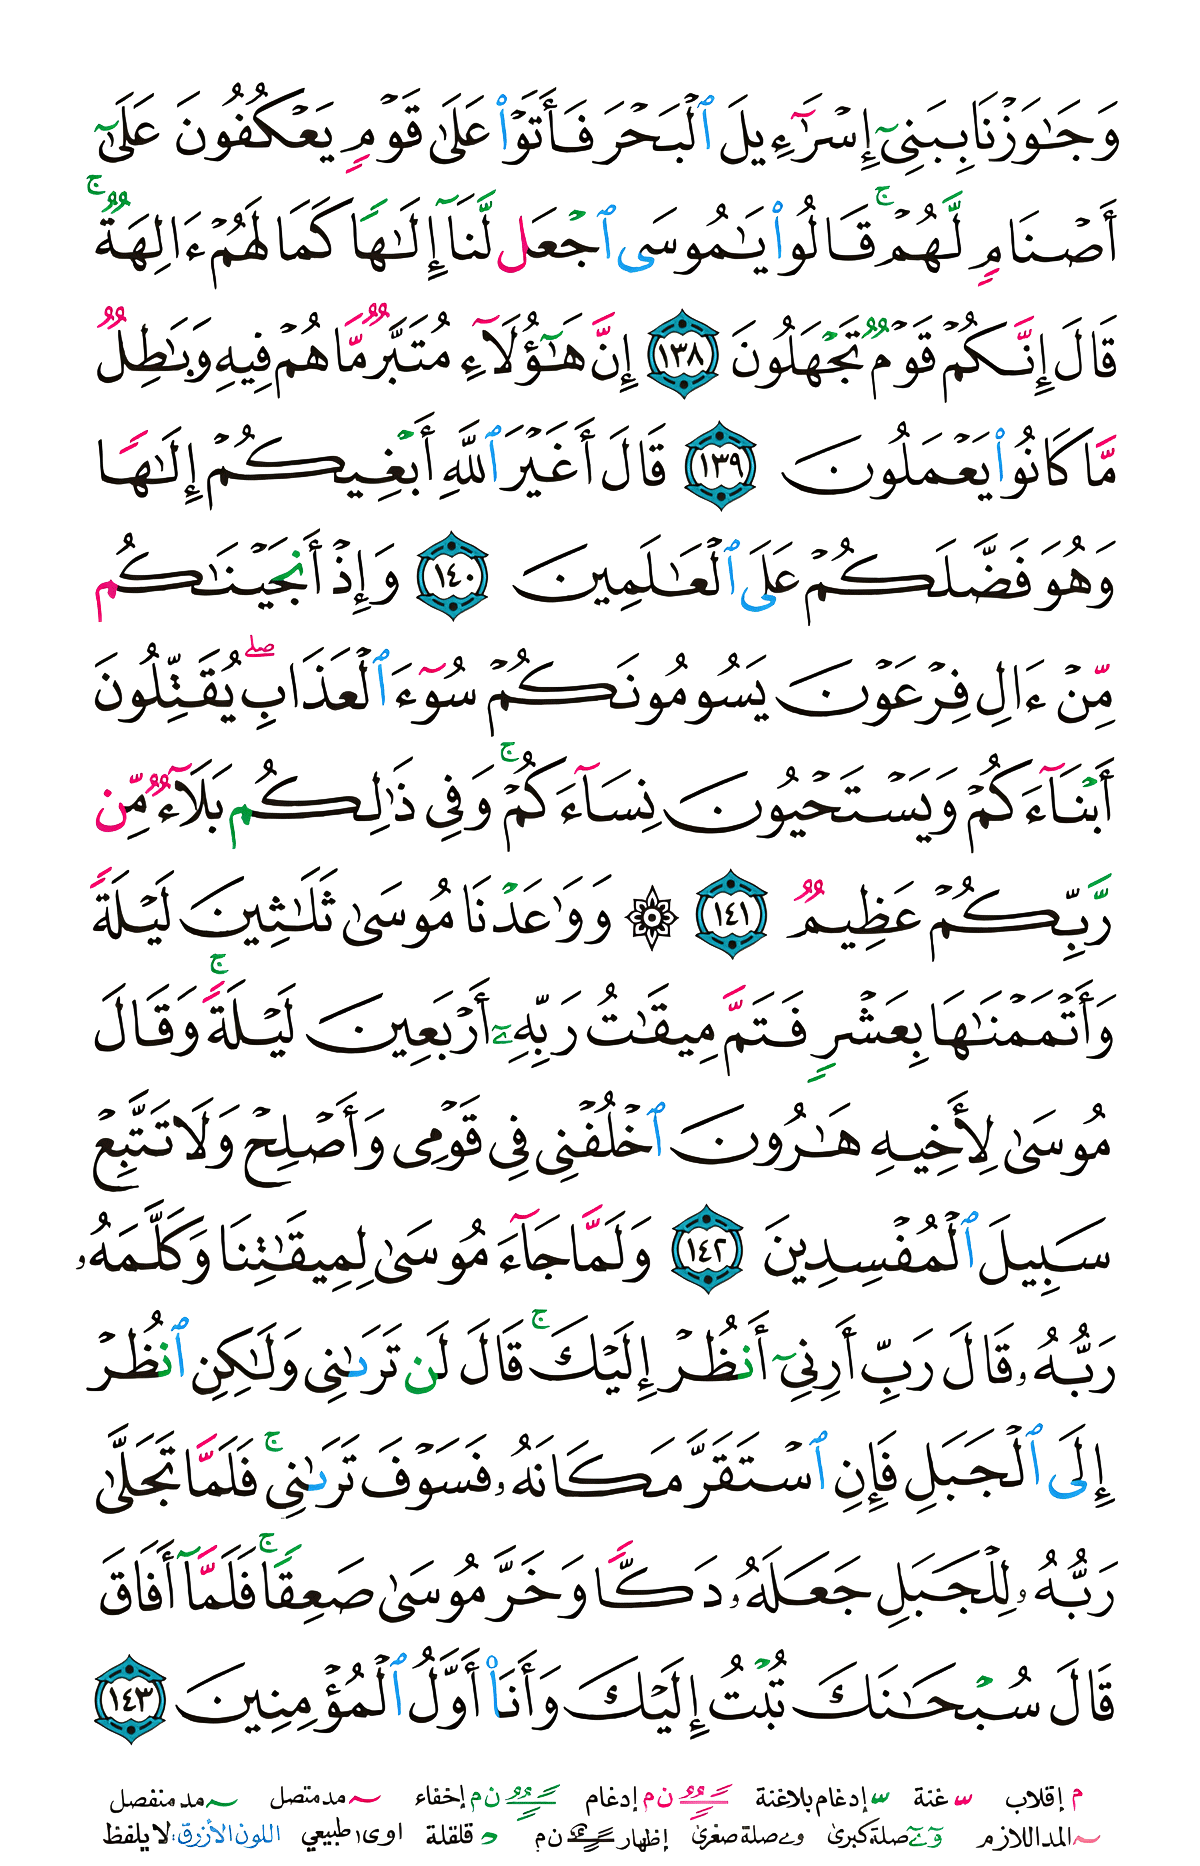 وَجَٰوَزْنَا بِبَنِىٓ إِسْرَٰٓءِيلَ ٱلْبَحْرَ فَأَتَوْا۟ عَلَىٰ قَوْمٍ يَعْكُفُونَ عَلَىٰٓ
أَصْنَامٍ لَّهُمْ ۚ قَالُوا۟ يَٰمُوسَى ٱجْعَل لَّنَآ إِلَٰهًا كَمَا لَهُمْ ءَالِهَةٌ ۚ
قَالَ إِنَّكُمْ قَوْمٌ تَجْهَلُونَ ١٣٨ إِنَّ هَٰٓؤُلَآءِ مُتَبَّرٌ مَّا هُمْ فِيهِ وَبَٰطِلٌ
مَّا كَانُوا۟ يَعْمَلُونَ ١٣٩ قَالَ أَغَيْرَ ٱللَّهِ أَبْغِيكُمْ إِلَٰهًا
وَهُوَ فَضَّلَكُمْ عَلَى ٱلْعَٰلَمِينَ ١٤٠ وَإِذْ أَنجَيْنَٰكُم
مِّنْ ءَالِ فِرْعَوْنَ يَسُومُونَكُمْ سُوٓءَ ٱلْعَذَابِ ۖ يُقَتِّلُونَ
أَبْنَآءَكُمْ وَيَسْتَحْيُونَ نِسَآءَكُمْ ۚ وَفِى ذَٰلِكُم بَلَآءٌ مِّن
رَّبِّكُمْ عَظِيمٌ ١٤١ ۞ وَوَٰعَدْنَا مُوسَىٰ ثَلَٰثِينَ لَيْلَةً
وَأَتْمَمْنَٰهَا بِعَشْرٍ فَتَمَّ مِيقَٰتُ رَبِّهِۦٓ أَرْبَعِينَ لَيْلَةً ۚ وَقَالَ
مُوسَىٰ لِأَخِيهِ هَٰرُونَ ٱخْلُفْنِى فِى قَوْمِى وَأَصْلِحْ وَلَا تَتَّبِعْ
سَبِيلَ ٱلْمُفْسِدِينَ ١٤٢ وَلَمَّا جَآءَ مُوسَىٰ لِمِيقَٰتِنَا وَكَلَّمَهُۥ
رَبُّهُۥ قَالَ رَبِّ أَرِنِىٓ أَنظُرْ إِلَيْكَ ۚ قَالَ لَن تَرَىٰنِى وَلَٰكِنِ ٱنظُرْ
إِلَى ٱلْجَبَلِ فَإِنِ ٱسْتَقَرَّ مَكَانَهُۥ فَسَوْفَ تَرَىٰنِى ۚ فَلَمَّا تَجَلَّىٰ
رَبُّهُۥ لِلْجَبَلِ جَعَلَهُۥ دَكًّا وَخَرَّ مُوسَىٰ صَعِقًا ۚ فَلَمَّآ أَفَاقَ
قَالَ سُبْحَٰنَكَ تُبْتُ إِلَيْكَ وَأَنَا۠ أَوَّلُ ٱلْمُؤْمِنِينَ ١٤٣
م إقلاب غنة إدغام بلاغنة ن م إدغام ن م إخفاء مد متصل مد منفصل
المد اللازم صلة كبرى وے صلة صغرى إظهار ن م قلقلة اوى ا طبيعي اللون الأزرق: لا يلفظ